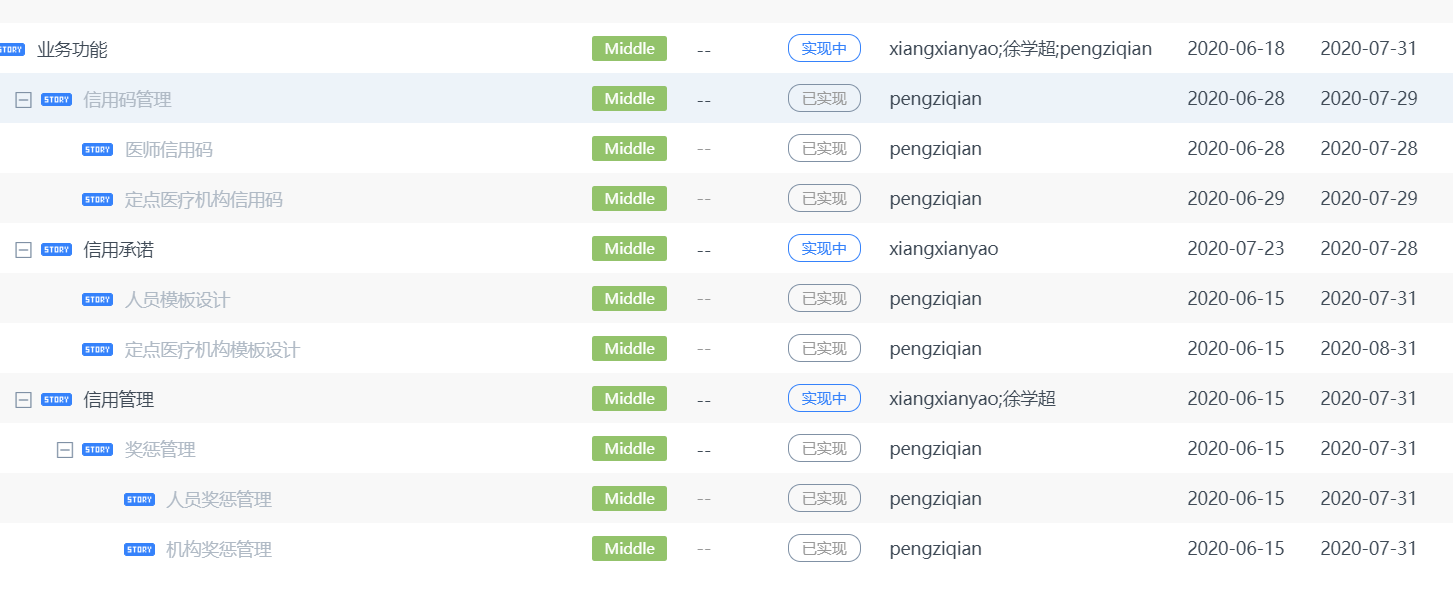 STORY 业务功能 Middle -- 实现中 xiangxianyao;徐学超;pengziqian 2020-06-18 2020-07-31
STORY 信用码管理 Middle -- 已实现 pengziqian 2020-06-28 2020-07-29
STORY 医师信用码 Middle -- 已实现 pengziqian 2020-06-28 2020-07-28
STORY 定点医疗机构信用码 Middle -- 已实现 pengziqian 2020-06-29 2020-07-29
STORY 信用承诺 Middle -- 实现中 xiangxianyao 2020-07-23 2020-07-28
STORY 人员模板设计 Middle -- 已实现 pengziqian 2020-06-15 2020-07-31
STORY 定点医疗机构模板设计 Middle -- 已实现 pengziqian 2020-06-15 2020-08-31
STORY 信用管理 Middle -- 实现中 xiangxianyao;徐学超 2020-06-15 2020-07-31
STORY 奖惩管理 Middle -- 已实现 pengziqian 2020-06-15 2020-07-31
STORY 人员奖惩管理 Middle -- 已实现 pengziqian 2020-06-15 2020-07-31
STORY 机构奖惩管理 Middle -- 已实现 pengziqian 2020-06-15 2020-07-31